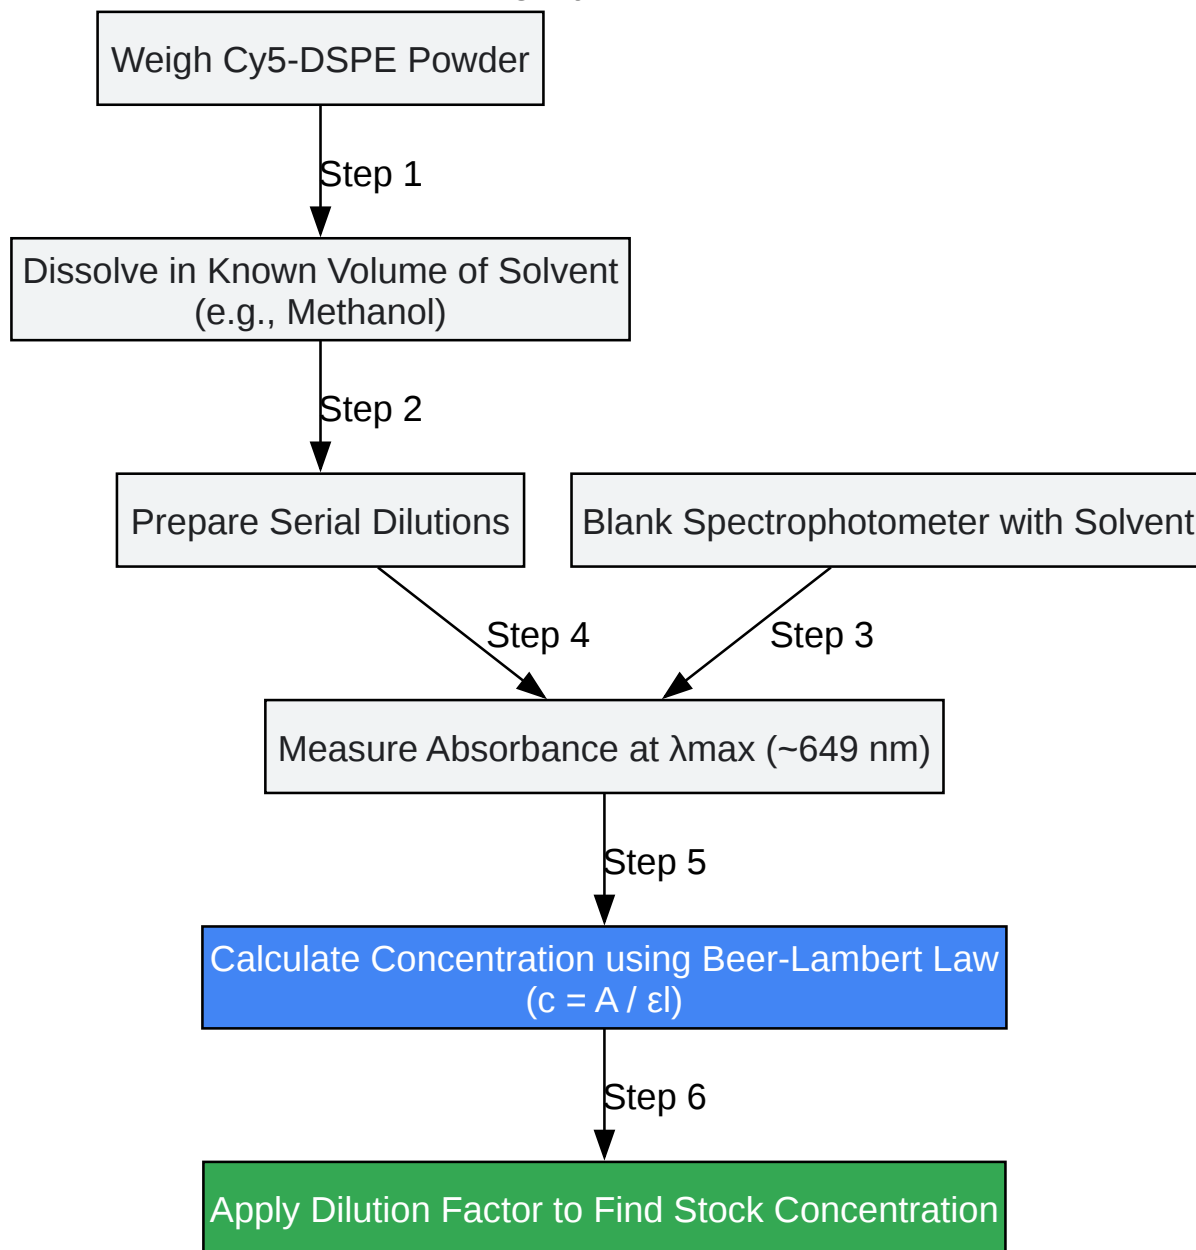 Weigh Cy5-DSPE Powder
Step 1
Dissolve in Known Volume of Solvent
(e.g., Methanol)
Step 2
Prepare Serial Dilutions
Blank Spectrophotometer with Solvent
Step 4
Step 3
Measure Absorbance at λmax (~649 nm)
Step 5
Calculate Concentration using Beer-Lambert Law
(c = A / εl)
Step 6
Apply Dilution Factor to Find Stock Concentration